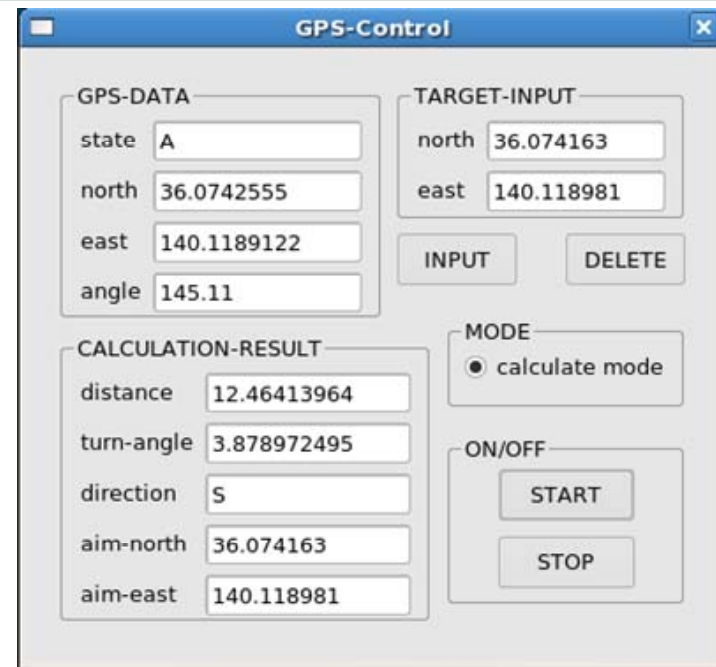 GPS-Control
GPS-DATA
state A
north 36.0742555
east 140.1189122
angle 145.11
TARGET-INPUT
north 36.074163
east 140.118981
INPUT DELETE
CALCULATION-RESULT
distance 12.46413964
turn-angle 3.878972495
direction S
aim-north 36.074163
aim-east 140.118981
MODE
calculate mode
ON/OFF
START
STOP